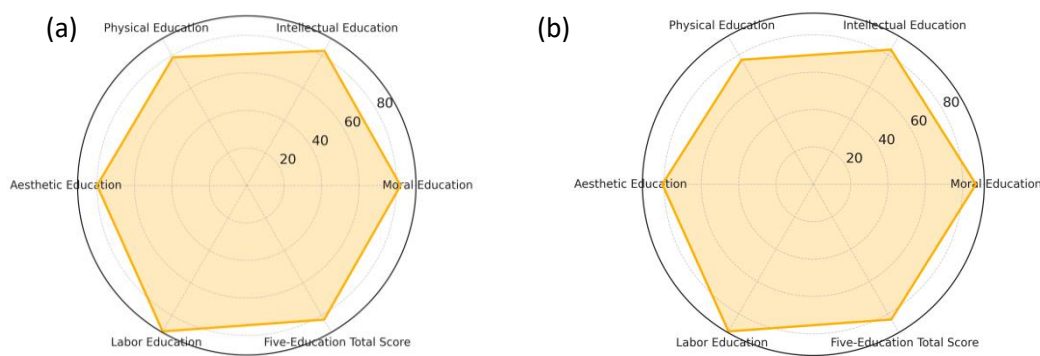 (a)
Physical Education
Intellectual Education
80
60
40
20
Aesthetic Education
Moral Education
Labor Education
Five-Education Total Score
(b)
Physical Education
Intellectual Education
80
60
40
20
Aesthetic Education
Moral Education
Labor Education
Five-Education Total Score